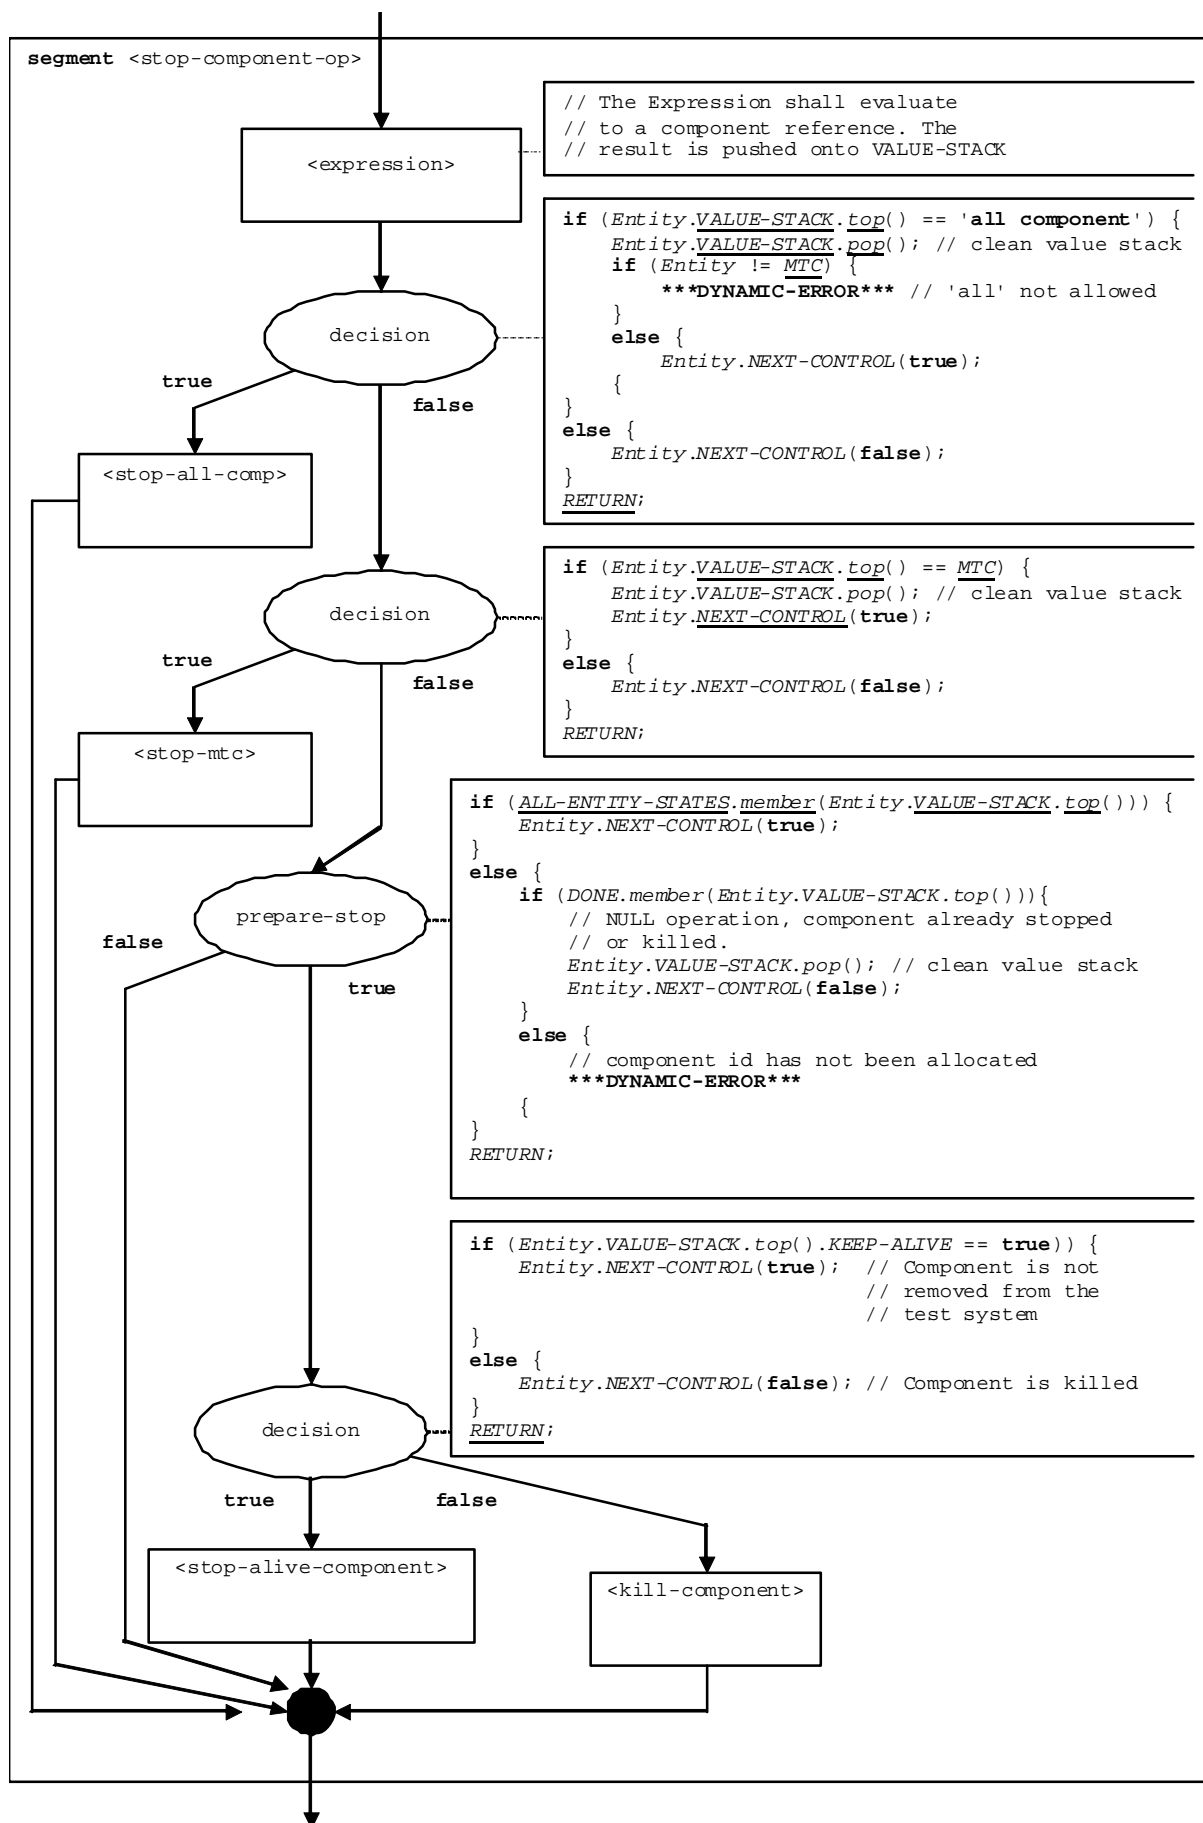 segment <stop-component-op>
// The Expression shall evaluate
// to a component reference. The
// result is pushed onto VALUE-STACK
<expression>
if (Entity.VALUE-STACK.top() == 'all component') {
Entity.VALUE-STACK.pop(); // clean value stack
if (Entity != MTC) {
***DYNAMIC-ERROR*** // 'all' not allowed
}
else {
Entity.NEXT-CONTROL(true);
{
}
else {
Entity.NEXT-CONTROL(false);
}
RETURN;
decision
true
false
<stop-all-comp>
if (Entity.VALUE-STACK.top() == MTC) {
Entity.VALUE-STACK.pop(); // clean value stack
Entity.NEXT-CONTROL(true);
}
else {
Entity.NEXT-CONTROL(false);
}
RETURN;
decision
true
false
<stop-mtc>
if (ALL-ENTITY-STATES.member(Entity.VALUE-STACK.top())) {
Entity.NEXT-CONTROL(true);
}
else {
if (DONE.member(Entity.VALUE-STACK.top())){
// NULL operation, component already stopped
// or killed.
Entity.VALUE-STACK.pop(); // clean value stack
Entity.NEXT-CONTROL(false);
}
else {
// component id has not been allocated
***DYNAMIC-ERROR***
{
}
RETURN;
prepare-stop
false
true
if (Entity.VALUE-STACK.top().KEEP-ALIVE == true)) {
Entity.NEXT-CONTROL(true); // Component is not
// removed from the
// test system
}
else {
Entity.NEXT-CONTROL(false); // Component is killed
}
RETURN;
decision
true
false
<stop-alive-component>
<kill-component>